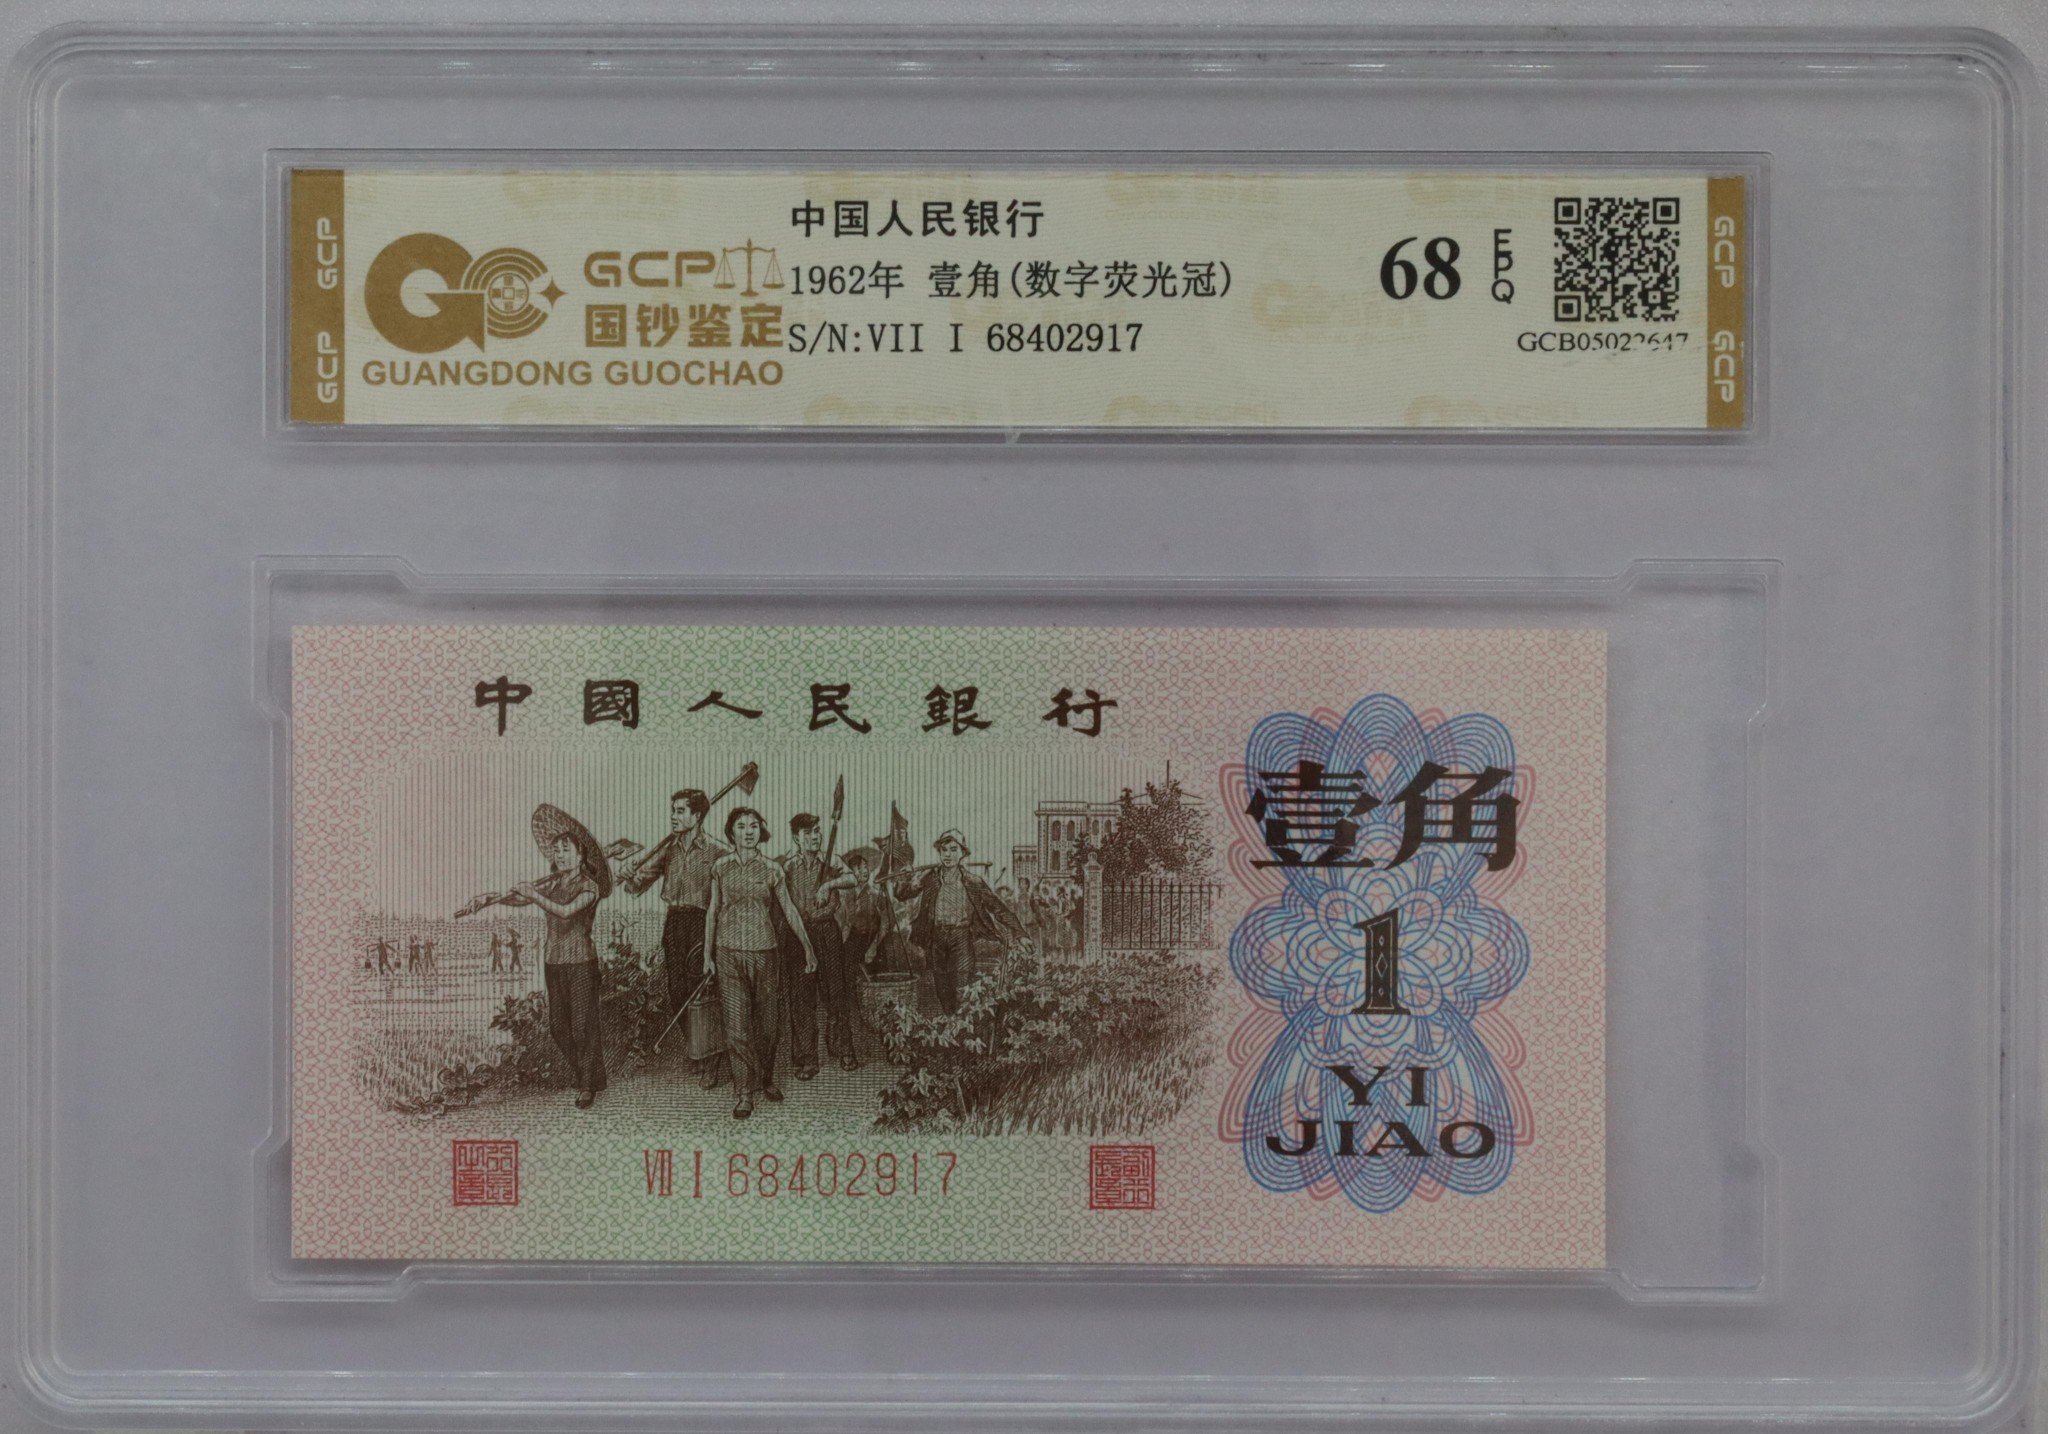 GCP GCP
GCP
国钞鉴定
GUANGDONG GUOCHAO
中国人民银行
1962年 壹角(数字荧光冠)
S/N:VII I 68402917
68 EPQ
GCB05022647
GCP GCP
中國人民銀行
壹角
1
YI
JIAO
VII I 68402917